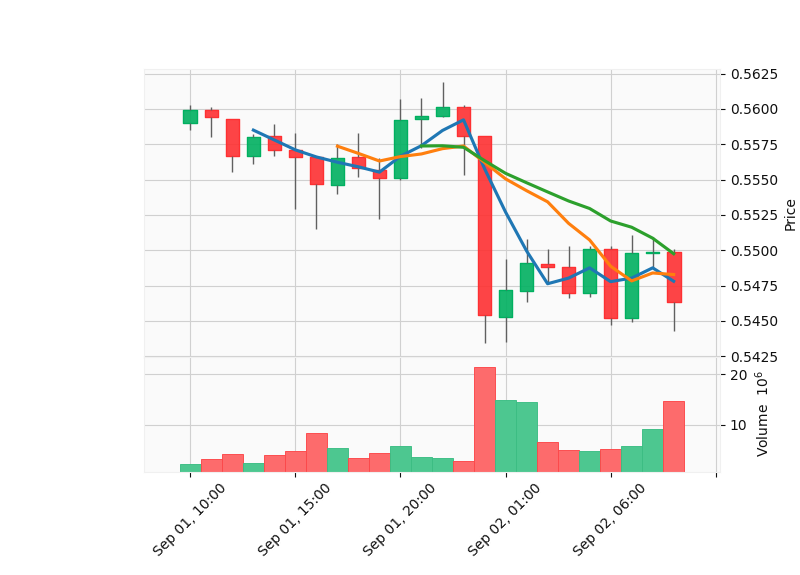 0.5625
0.5600
0.5575
0.5550
0.5525
0.5500
0.5475
0.5450
0.5425
Price
20
10
Volume 10⁶
Sep 01, 10:00
Sep 01, 15:00
Sep 01, 20:00
Sep 02, 01:00
Sep 02, 06:00